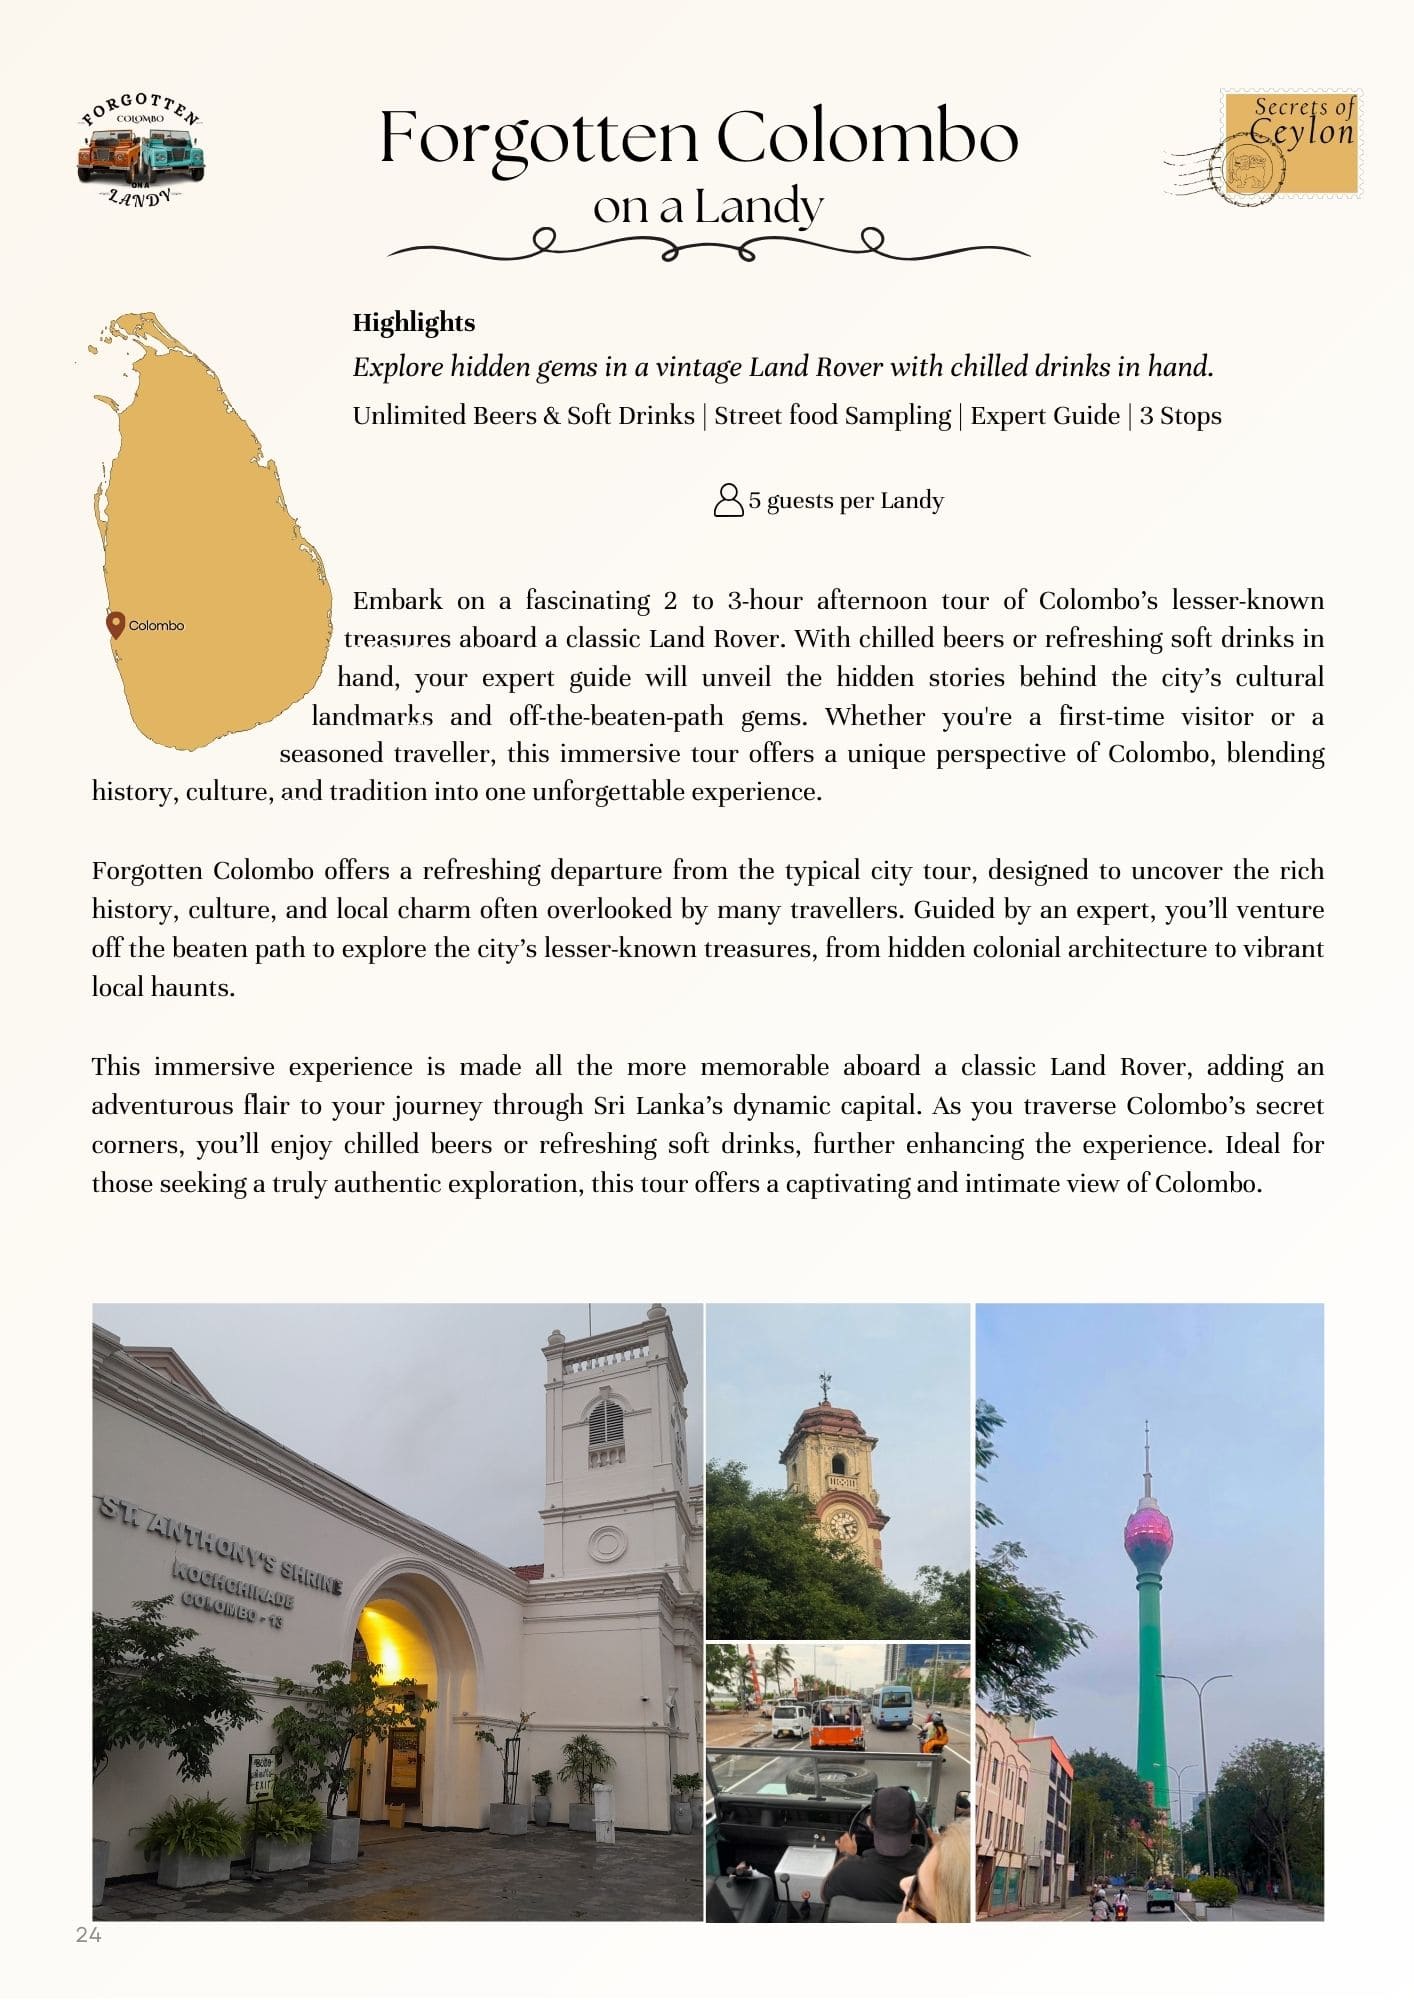 FORGOTTEN
COLOMBO
ON A
LANDY
Forgotten Colombo
on a Landy
Secrets of
Ceylon
Highlights
Explore hidden gems in a vintage Land Rover with chilled drinks in hand.
Unlimited Beers & Soft Drinks | Street food Sampling | Expert Guide | 3 Stops
5 guests per Landy
Colombo
Embark on a fascinating 2 to 3-hour afternoon tour of Colombo’s lesser-known
treasures aboard a classic Land Rover. With chilled beers or refreshing soft drinks in
hand, your expert guide will unveil the hidden stories behind the city’s cultural
landmarks and off-the-beaten-path gems. Whether you're a first-time visitor or a
seasoned traveller, this immersive tour offers a unique perspective of Colombo, blending
history, culture, and tradition into one unforgettable experience.
Forgotten Colombo offers a refreshing departure from the typical city tour, designed to uncover the rich
history, culture, and local charm often overlooked by many travellers. Guided by an expert, you’ll venture
off the beaten path to explore the city’s lesser-known treasures, from hidden colonial architecture to vibrant
local haunts.
This immersive experience is made all the more memorable aboard a classic Land Rover, adding an
adventurous flair to your journey through Sri Lanka’s dynamic capital. As you traverse Colombo’s secret
corners, you’ll enjoy chilled beers or refreshing soft drinks, further enhancing the experience. Ideal for
those seeking a truly authentic exploration, this tour offers a captivating and intimate view of Colombo.
ST. ANTHONY'S SHRINE
KOCHCHIKADE
COLOMBO - 13
EXIT
24